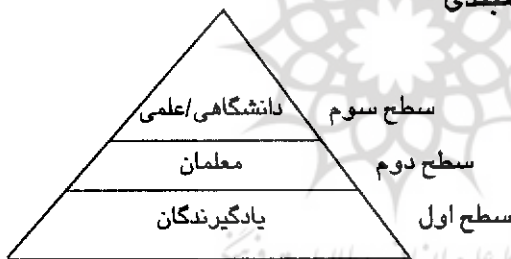 سطح سوم دانشگاهی/علمی
سطح دوم معلمان
سطح اول یادگیرندگان